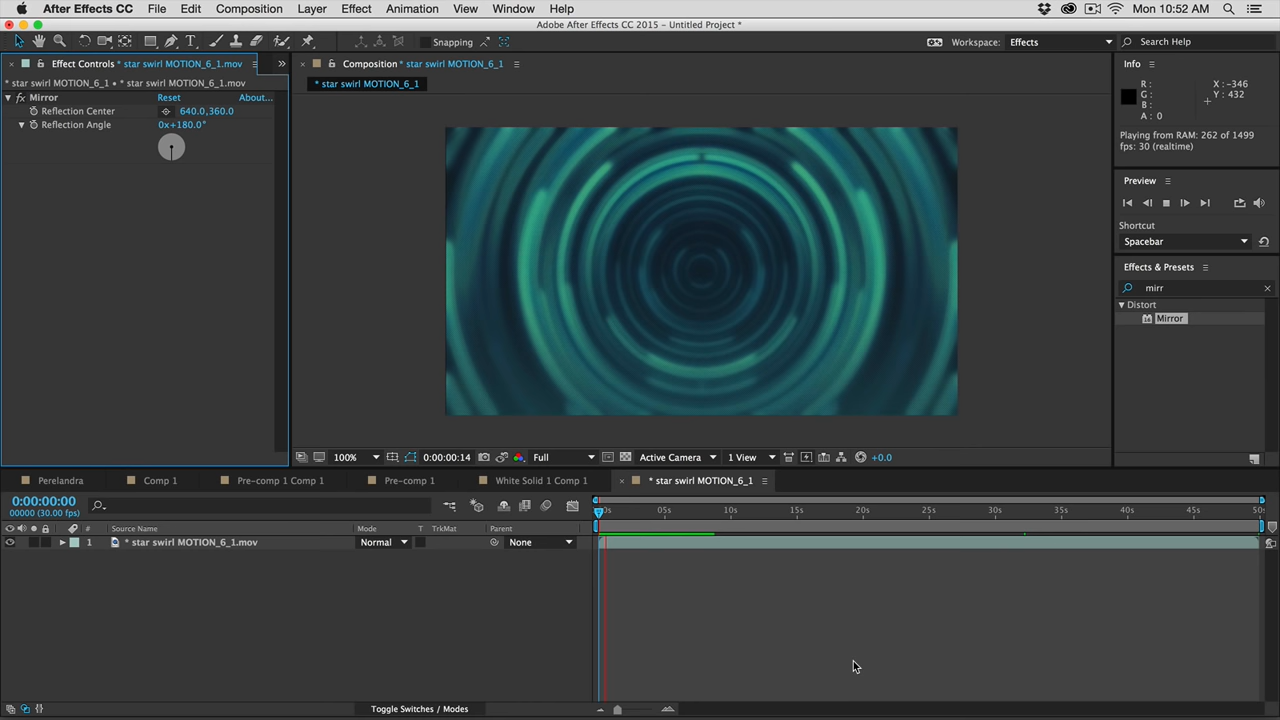 After Effects CC File Edit Composition Layer Effect Animation View Window Help Mon 10:52 AM
Adobe After Effects CC 2015 - Untitled Project *
Snapping Workspace: Effects Search Help
Effect Controls * star swirl MOTION_6_1.mov
* star swirl MOTION_6_1 • * star swirl MOTION_6_1.mov
fx Mirror Reset About...
Reflection Center 640.0,360.0
Reflection Angle 0x+180.0°
Composition * star swirl MOTION_6_1
* star swirl MOTION_6_1
100% 0:00:00:14 Full Active Camera 1 View +0.0
Info
R : X : -346
G : Y : 432
B :
A : 0
Playing from RAM: 262 of 1499
fps: 30 (realtime)
Preview
Shortcut
Spacebar
Effects & Presets
mirr
Distort
Mirror
Perelandra Comp 1 Pre-comp 1 Comp 1 Pre-comp 1 White Solid 1 Comp 1 * star swirl MOTION_6_1
0:00:00:00
00000 (30.00 fps)
0s 05s 10s 15s 20s 25s 30s 35s 40s 45s 50s
# Source Name Mode T TrkMat Parent
1 * star swirl MOTION_6_1.mov Normal None
Toggle Switches / Modes